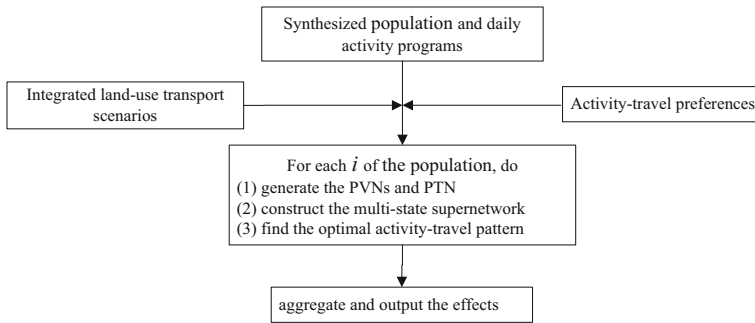 Synthesized population and daily
activity programs
Integrated land-use transport
scenarios
Activity-travel preferences
For each i of the population, do
(1) generate the PVNs and PTN
(2) construct the multi-state supernetwork
(3) find the optimal activity-travel pattern
aggregate and output the effects